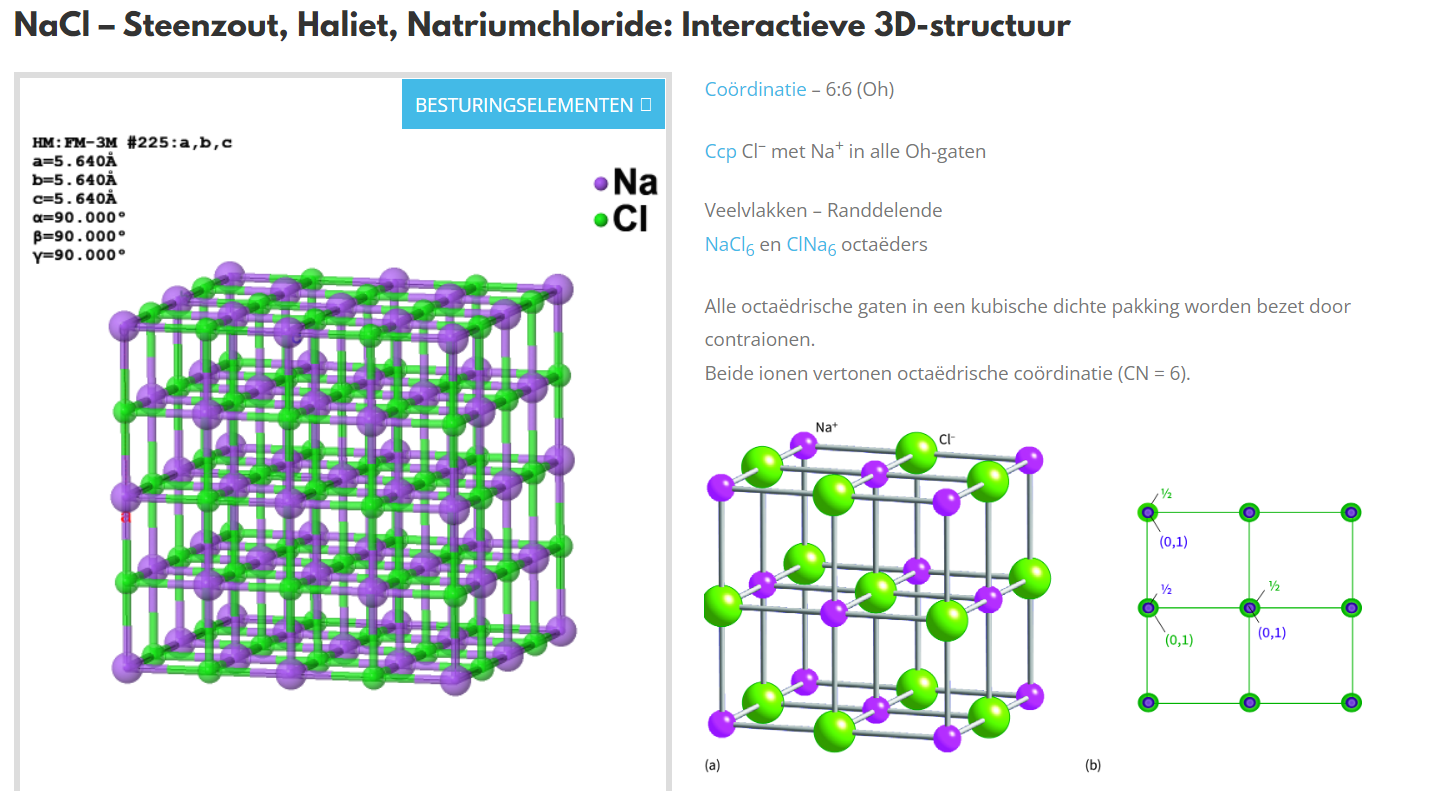 NaCl – Steenzout, Haliet, Natriumchloride: Interactieve 3D-structuur
BESTURINGSELEMENTEN
HM:FM-3M #225:a,b,c
a=5.640Å
b=5.640Å
c=5.640Å
α=90.000°
β=90.000°
γ=90.000°
Na
Cl
a
Coördinatie – 6:6 (Oh)
Ccp Cl⁻ met Na⁺ in alle Oh-gaten
Veelvlakken – Randdelende
NaCl₆ en ClNa₆ octaëders
Alle octaëdrische gaten in een kubische dichte pakking worden bezet door
contraionen.
Beide ionen vertonen octaëdrische coördinatie (CN = 6).
Na⁺
Cl⁻
(a)
½
(0,1)
½
½
(0,1)
(0,1)
(b)